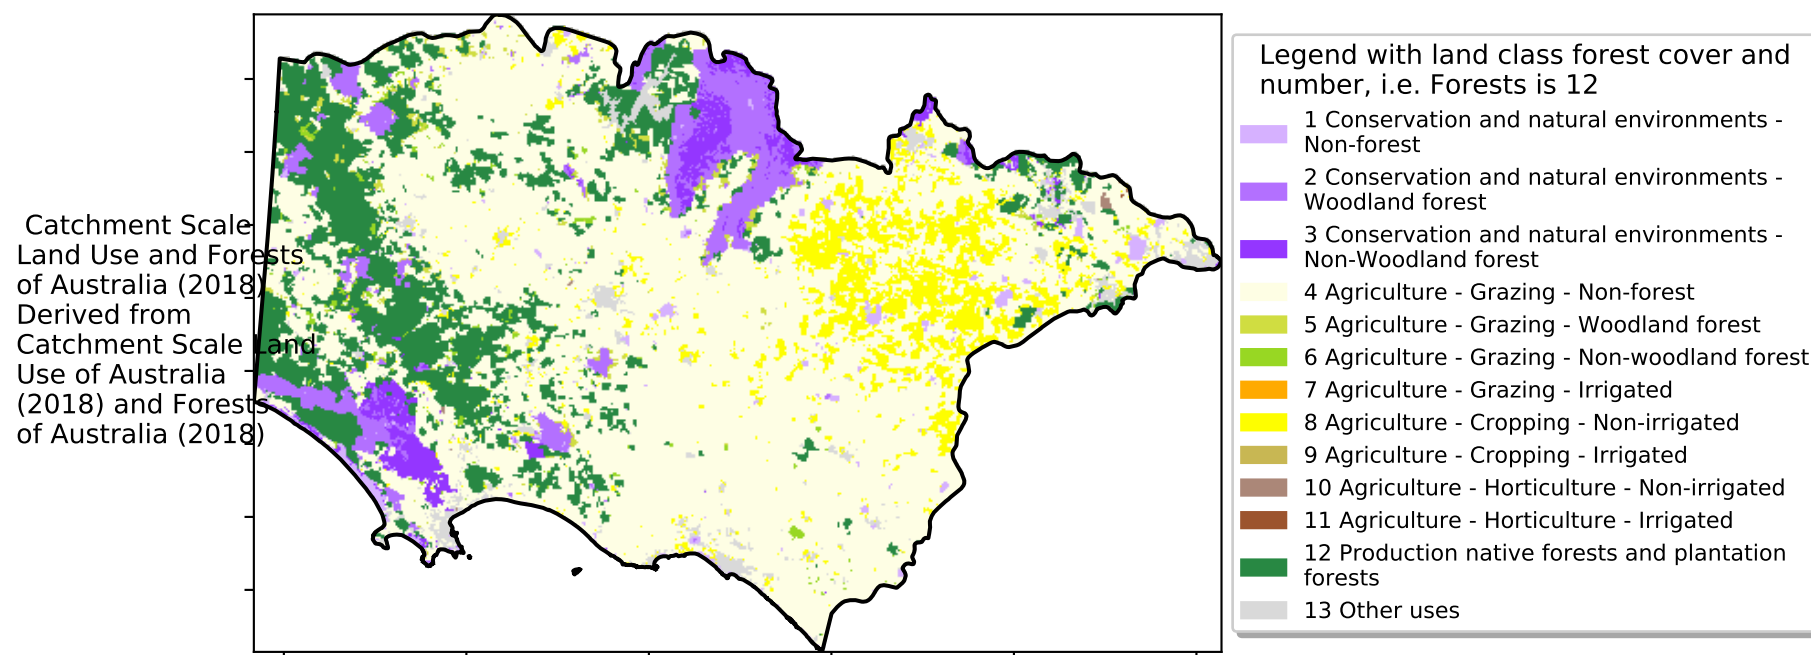 Catchment Scale
Land Use and Forests
of Australia (2018)
Derived from
Catchment Scale Land
Use of Australia
(2018) and Forests
of Australia (2018)
Legend with land class forest cover and
number, i.e. Forests is 12
1 Conservation and natural environments -
Non-forest
2 Conservation and natural environments -
Woodland forest
3 Conservation and natural environments -
Non-Woodland forest
4 Agriculture - Grazing - Non-forest
5 Agriculture - Grazing - Woodland forest
6 Agriculture - Grazing - Non-woodland forest
7 Agriculture - Grazing - Irrigated
8 Agriculture - Cropping - Non-irrigated
9 Agriculture - Cropping - Irrigated
10 Agriculture - Horticulture - Non-irrigated
11 Agriculture - Horticulture - Irrigated
12 Production native forests and plantation
forests
13 Other uses